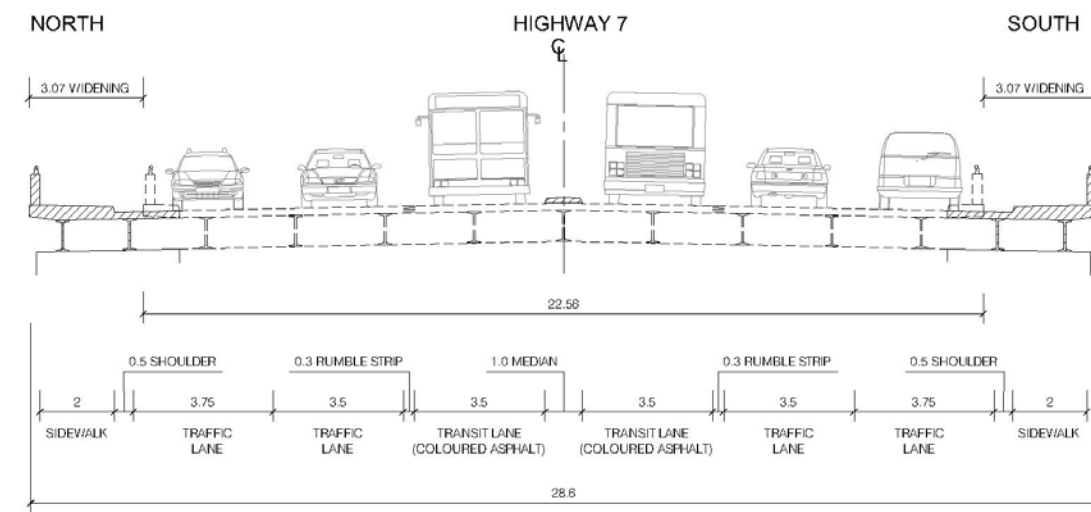 NORTH
HIGHWAY 7
SOUTH
℄
3.07 WIDENING
3.07 WIDENING
22.56
0.5 SHOULDER
0.3 RUMBLE STRIP
1.0 MEDIAN
0.3 RUMBLE STRIP
0.5 SHOULDER
2
3.75
3.5
3.5
3.5
3.5
3.75
2
SIDEWALK
TRAFFIC
LANE
TRAFFIC
LANE
TRANSIT LANE
(COLOURED ASPHALT)
TRANSIT LANE
(COLOURED ASPHALT)
TRAFFIC
LANE
TRAFFIC
LANE
SIDEWALK
28.6